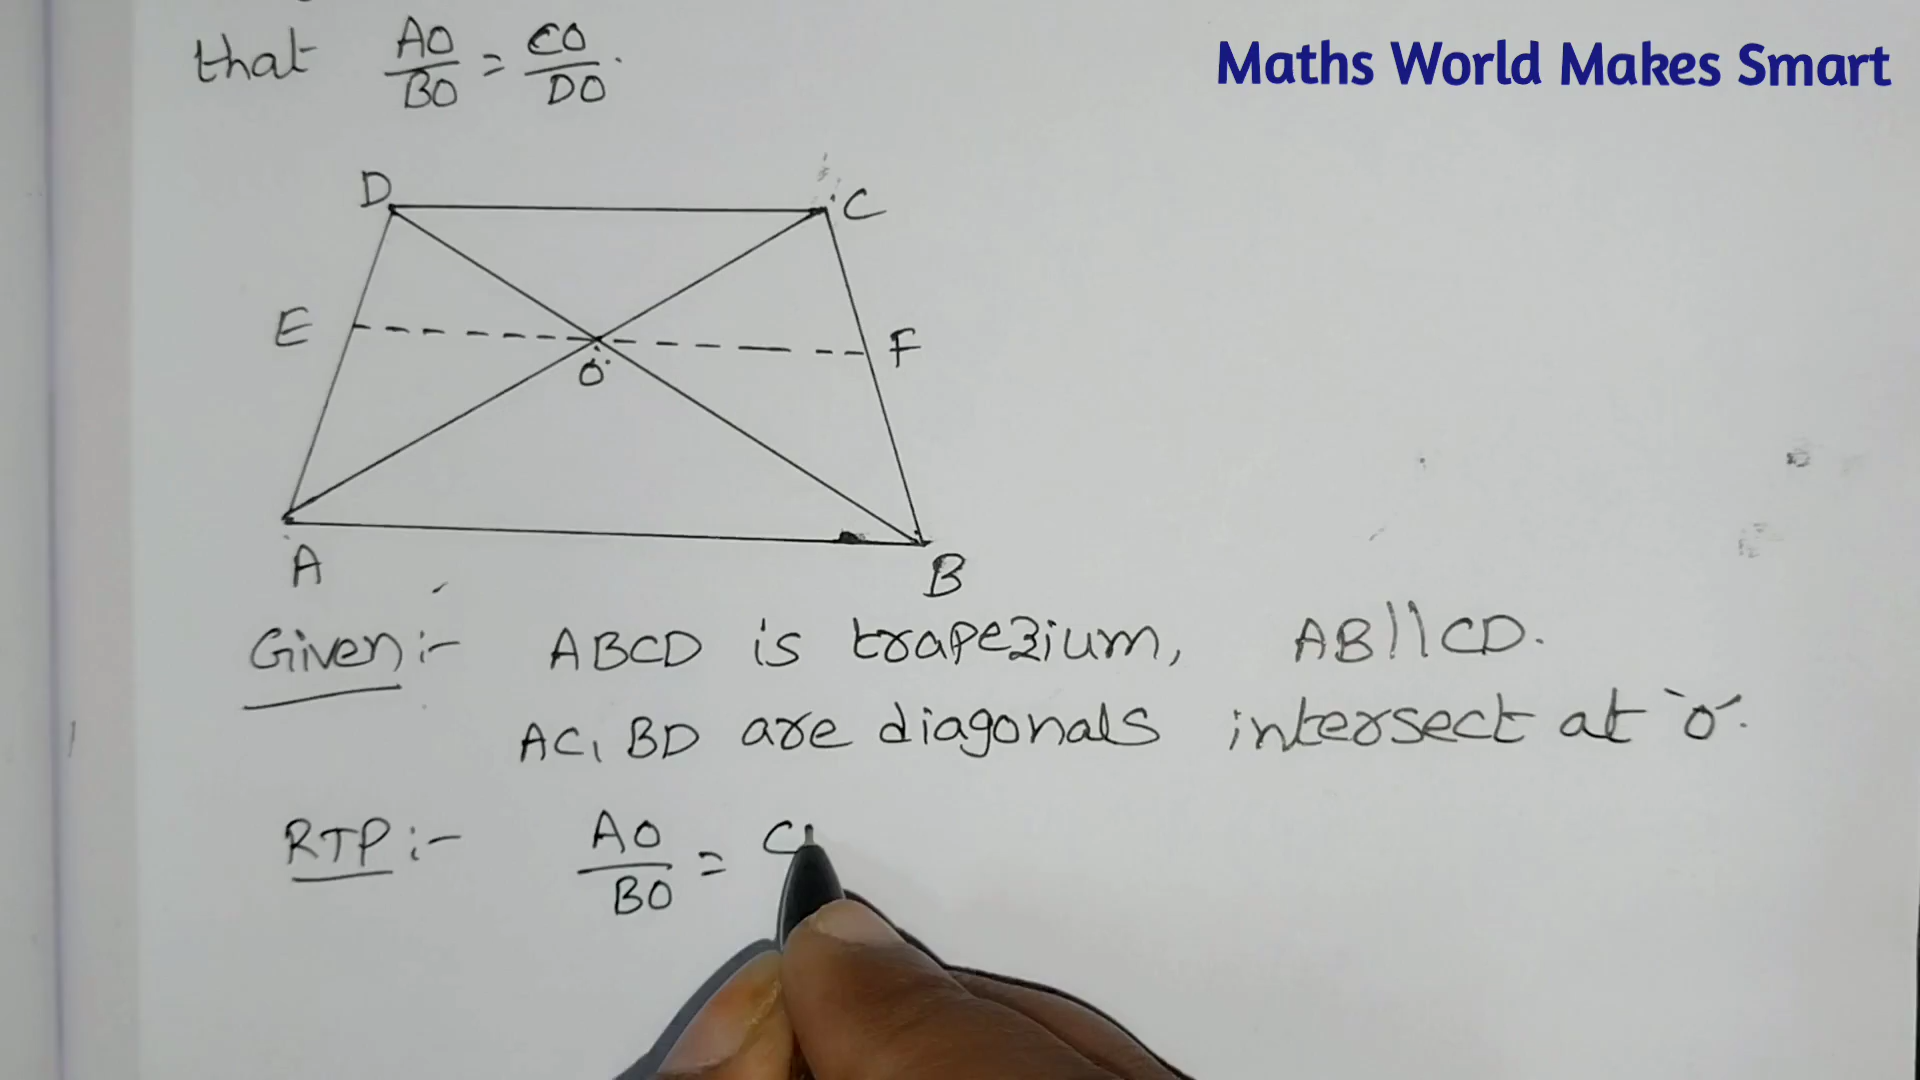 that AO/BO = CO/DO.
Maths World Makes Smart
D C
E F
O
A B
Given :- ABCD is trapezium, AB || CD.
AC, BD are diagonals intersect at 'O'.
RTP :- AO/BO = C